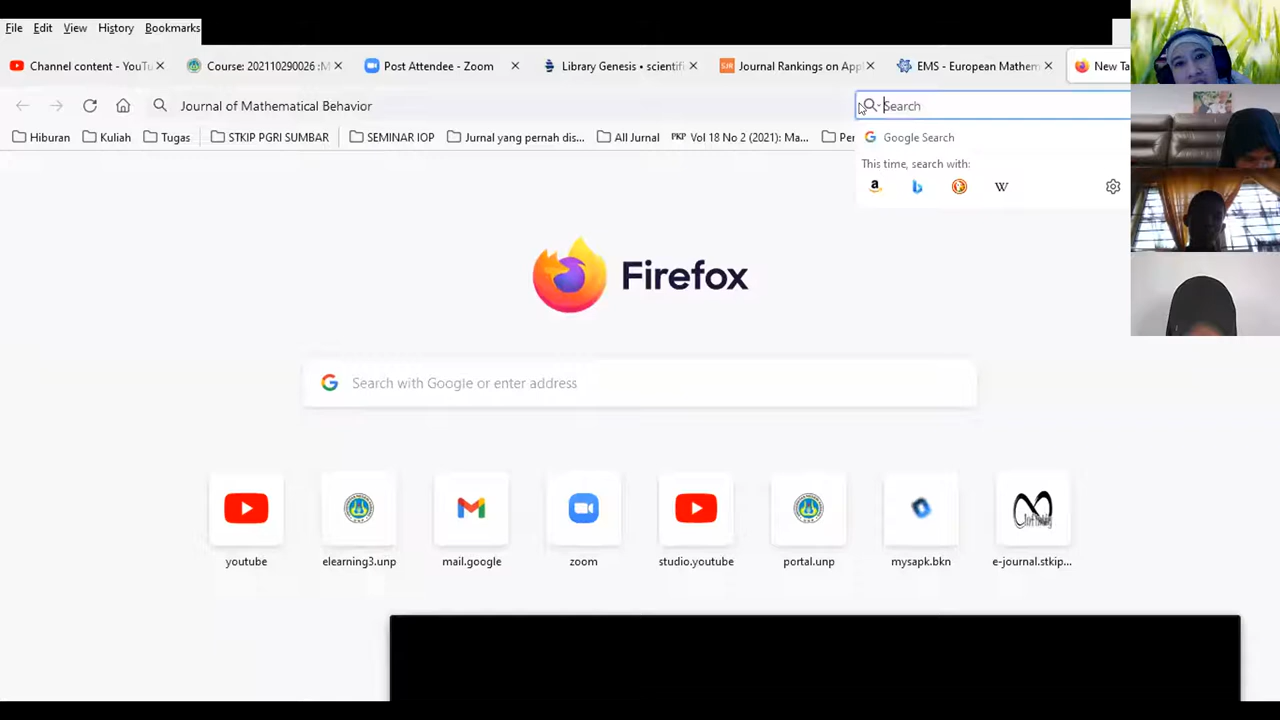 File Edit View History Bookmarks
Channel content - YouTu
Course: 202110290026 :M
Post Attendee - Zoom
Library Genesis • scientifi
SJR
Journal Rankings on App
EMS - European Mathem
New Ta
Journal of Mathematical Behavior
Search
Hiburan
Kuliah
Tugas
STKIP PGRI SUMBAR
SEMINAR IOP
Jurnal yang pernah dis...
All Jurnal
PKP Vol 18 No 2 (2021): Ma...
Per
Google Search
This time, search with:
Firefox
Search with Google or enter address
youtube
elearning3.unp
mail.google
zoom
studio.youtube
portal.unp
mysapk.bkn
e-journal.stkip...